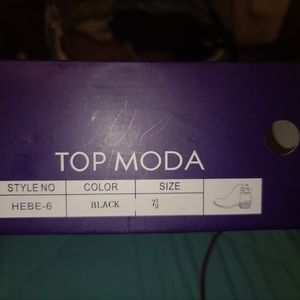 TOP MODA
STYLE NO COLOR SIZE
HEBE-6 BLACK 7½